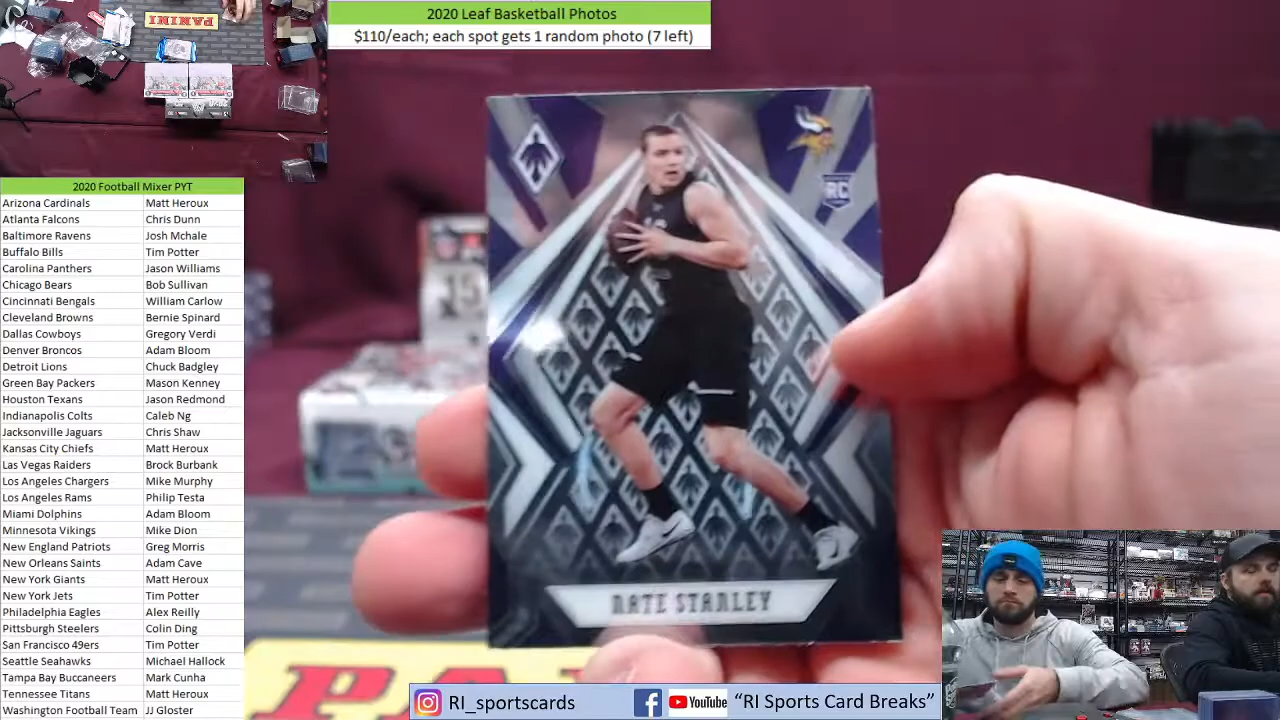 2020 Leaf Basketball Photos
$110/each; each spot gets 1 random photo (7 left)
PANINI
2020 Football Mixer PYT
Arizona Cardinals Matt Heroux
Atlanta Falcons Chris Dunn
Baltimore Ravens Josh Mchale
Buffalo Bills Tim Potter
Carolina Panthers Jason Williams
Chicago Bears Bob Sullivan
Cincinnati Bengals William Carlow
Cleveland Browns Bernie Spinard
Dallas Cowboys Gregory Verdi
Denver Broncos Adam Bloom
Detroit Lions Chuck Badgley
Green Bay Packers Mason Kenney
Houston Texans Jason Redmond
Indianapolis Colts Caleb Ng
Jacksonville Jaguars Chris Shaw
Kansas City Chiefs Matt Heroux
Las Vegas Raiders Brock Burbank
Los Angeles Chargers Mike Murphy
Los Angeles Rams Philip Testa
Miami Dolphins Adam Bloom
Minnesota Vikings Mike Dion
New England Patriots Greg Morris
New Orleans Saints Adam Cave
New York Giants Matt Heroux
New York Jets Tim Potter
Philadelphia Eagles Alex Reilly
Pittsburgh Steelers Colin Ding
San Francisco 49ers Tim Potter
Seattle Seahawks Michael Hallock
Tampa Bay Buccaneers Mark Cunha
Tennessee Titans Matt Heroux
Washington Football Team JJ Gloster
RC
NATE STANLEY
RI_sportscards
YouTube "RI Sports Card Breaks"